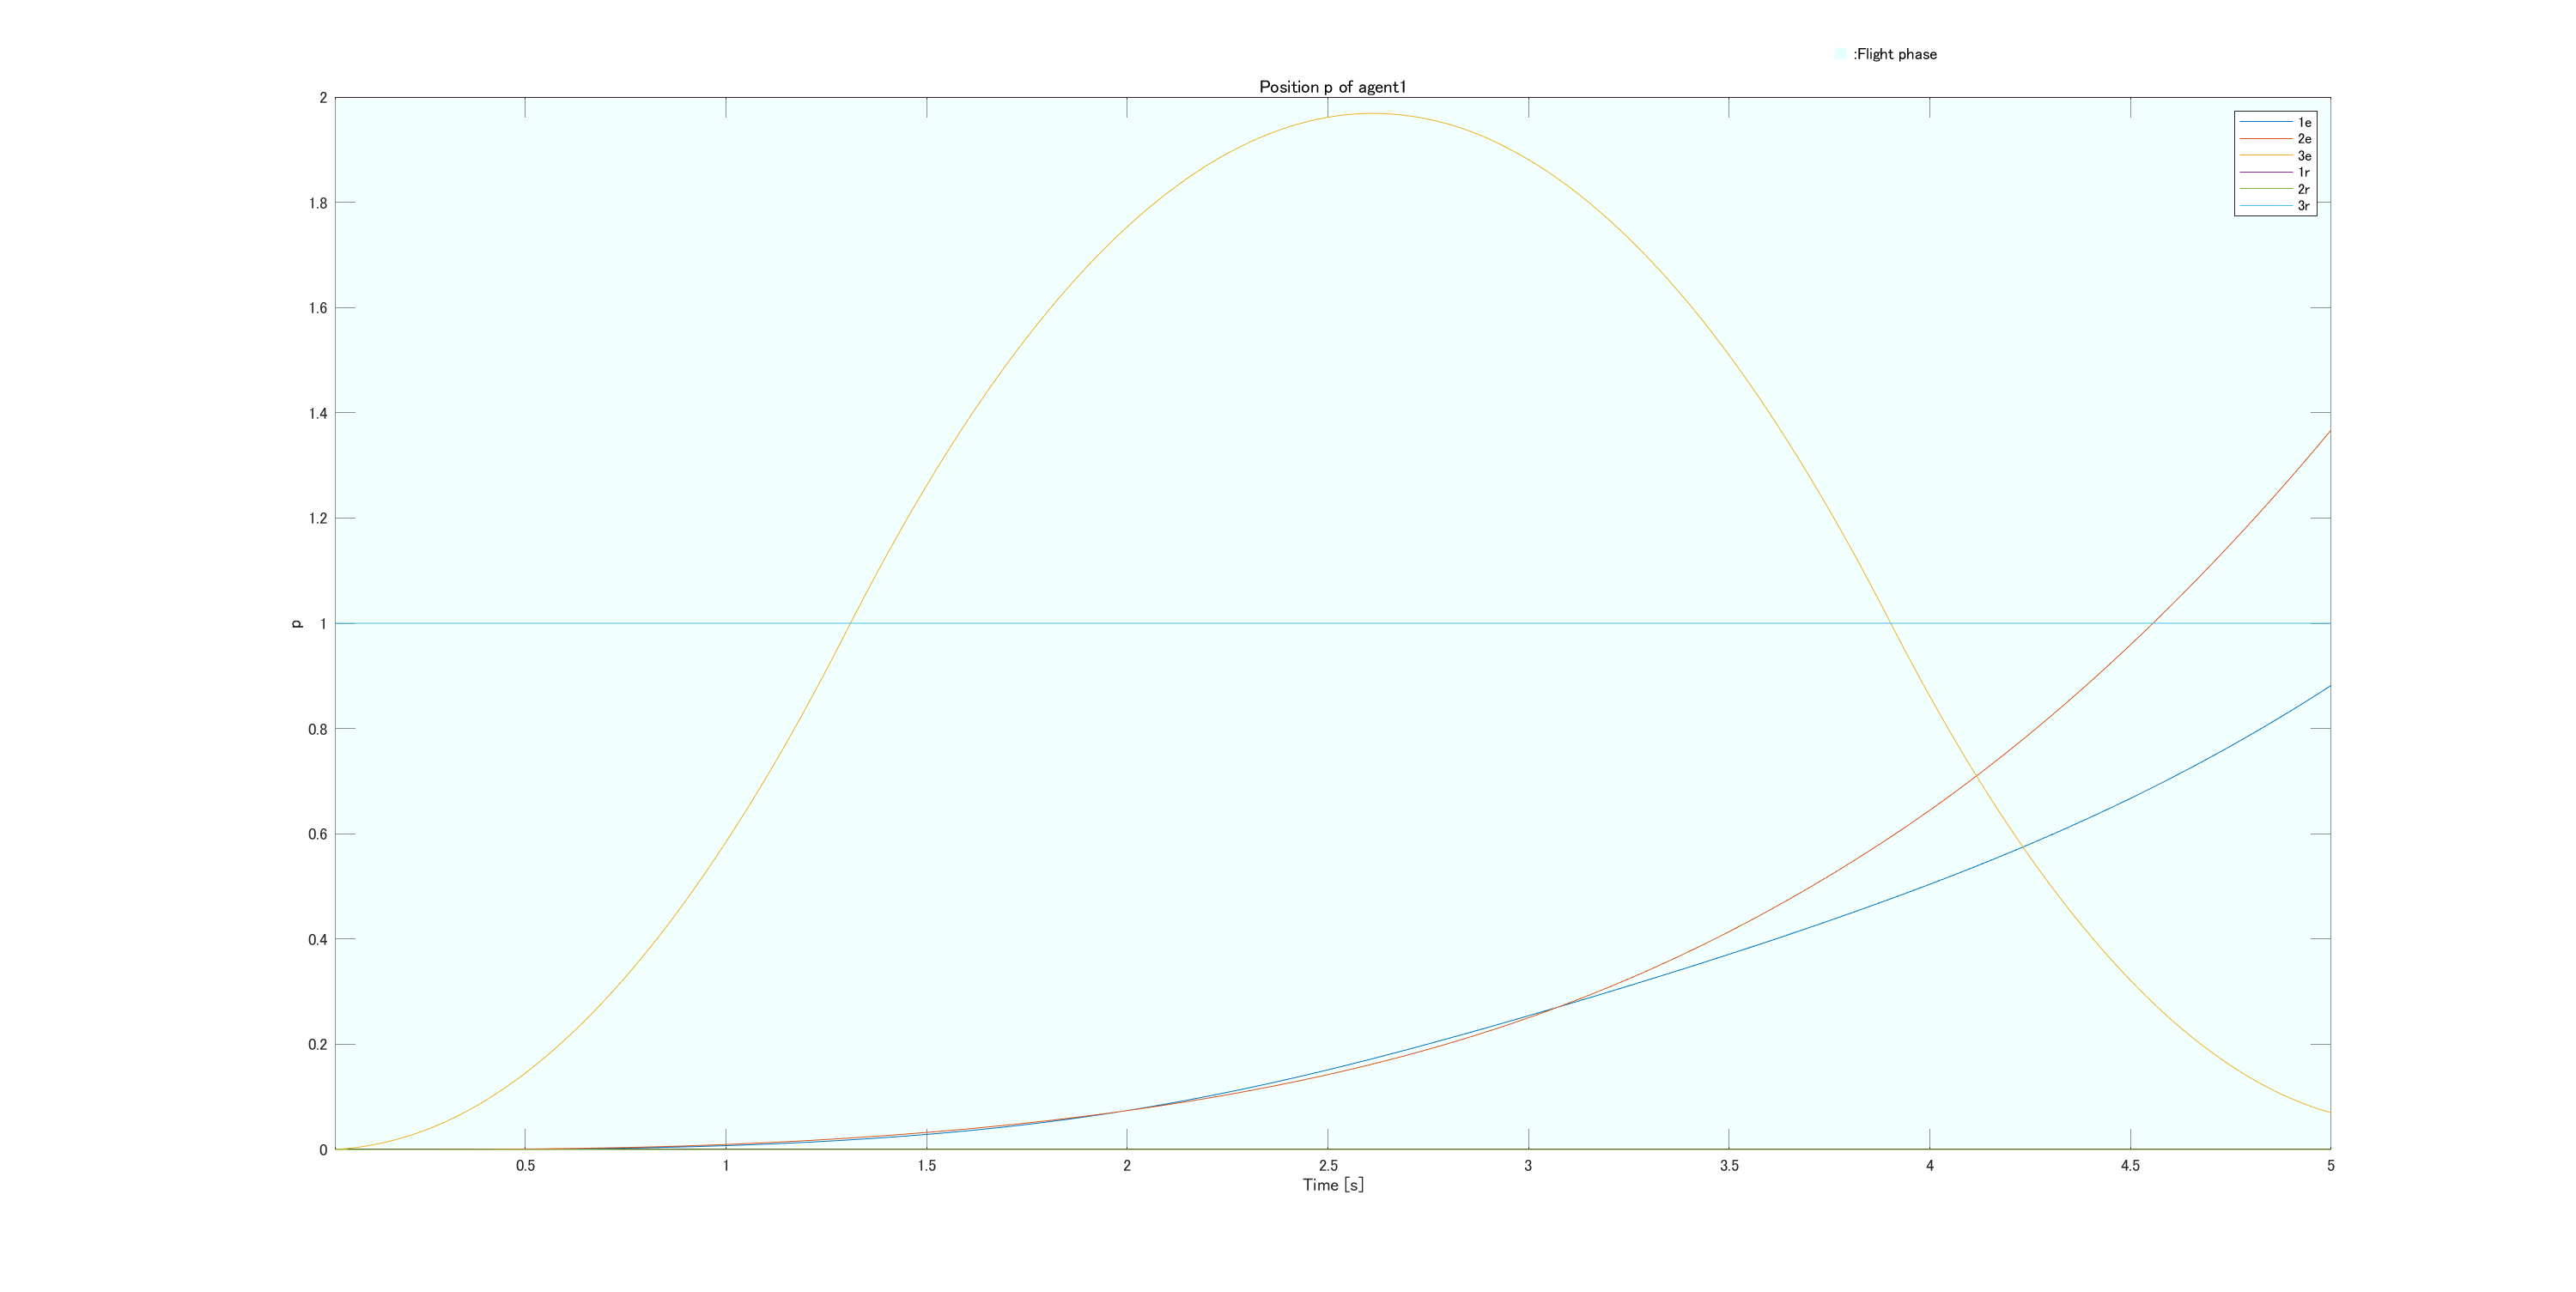 :Flight phase
Position p of agent1
2
1.8
1.6
1.4
1.2
1
0.8
0.6
0.4
0.2
0
p
1e
2e
3e
1r
2r
3r
0.5 1 1.5 2 2.5 3 3.5 4 4.5 5
Time [s]